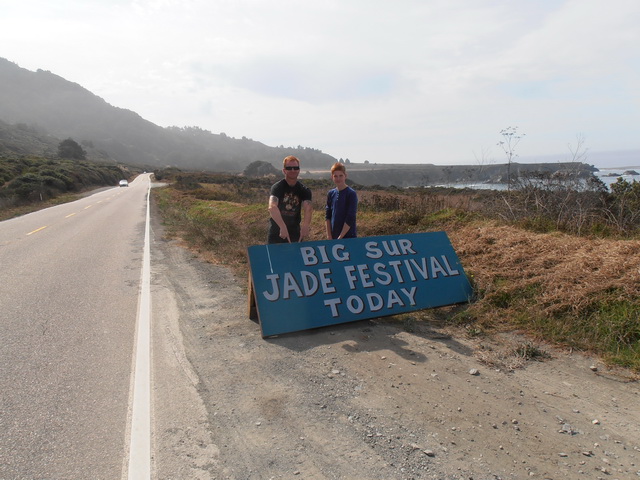 BIG SUR
JADE FESTIVAL
TODAY